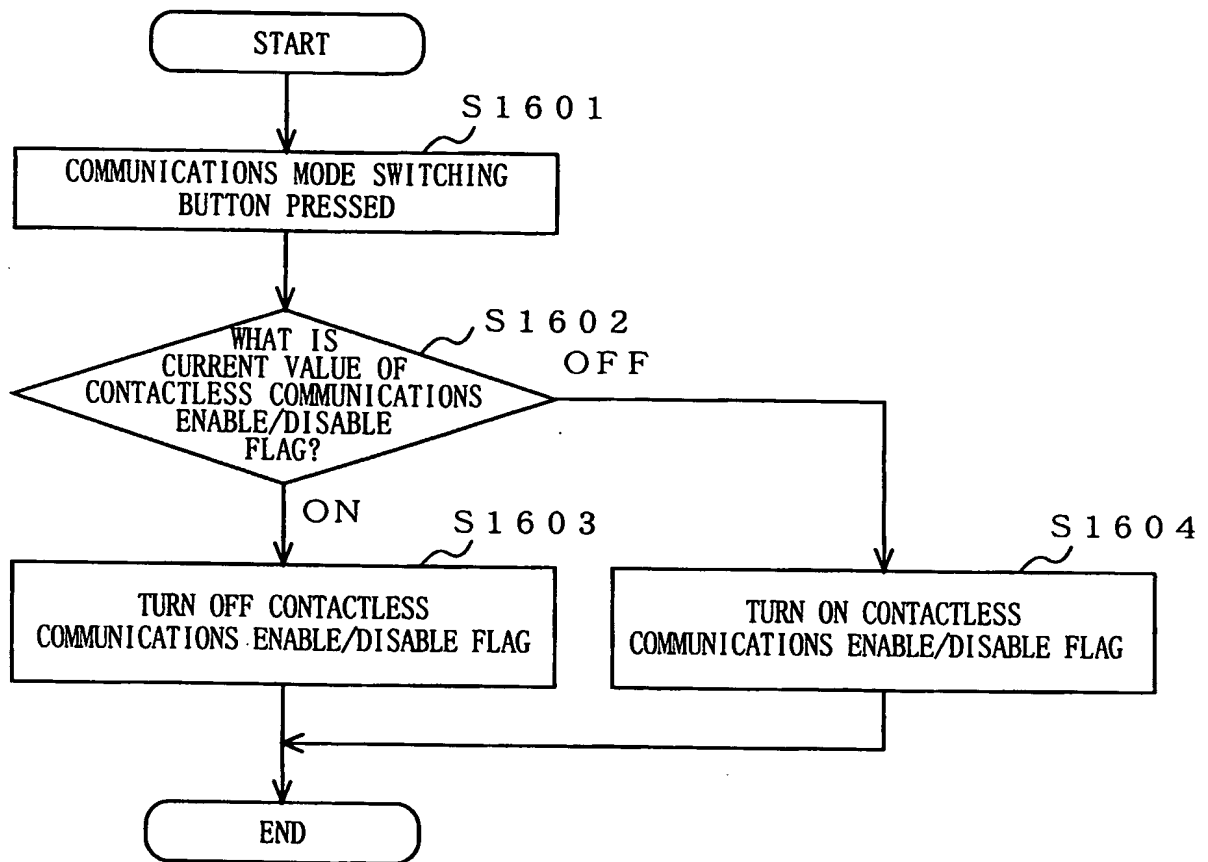 START
S1601
COMMUNICATIONS MODE SWITCHING
BUTTON PRESSED
S1602
WHAT IS
CURRENT VALUE OF
CONTACTLESS COMMUNICATIONS
ENABLE/DISABLE
FLAG?
OFF
ON
S1603
TURN OFF CONTACTLESS
COMMUNICATIONS ENABLE/DISABLE FLAG
S1604
TURN ON CONTACTLESS
COMMUNICATIONS ENABLE/DISABLE FLAG
END